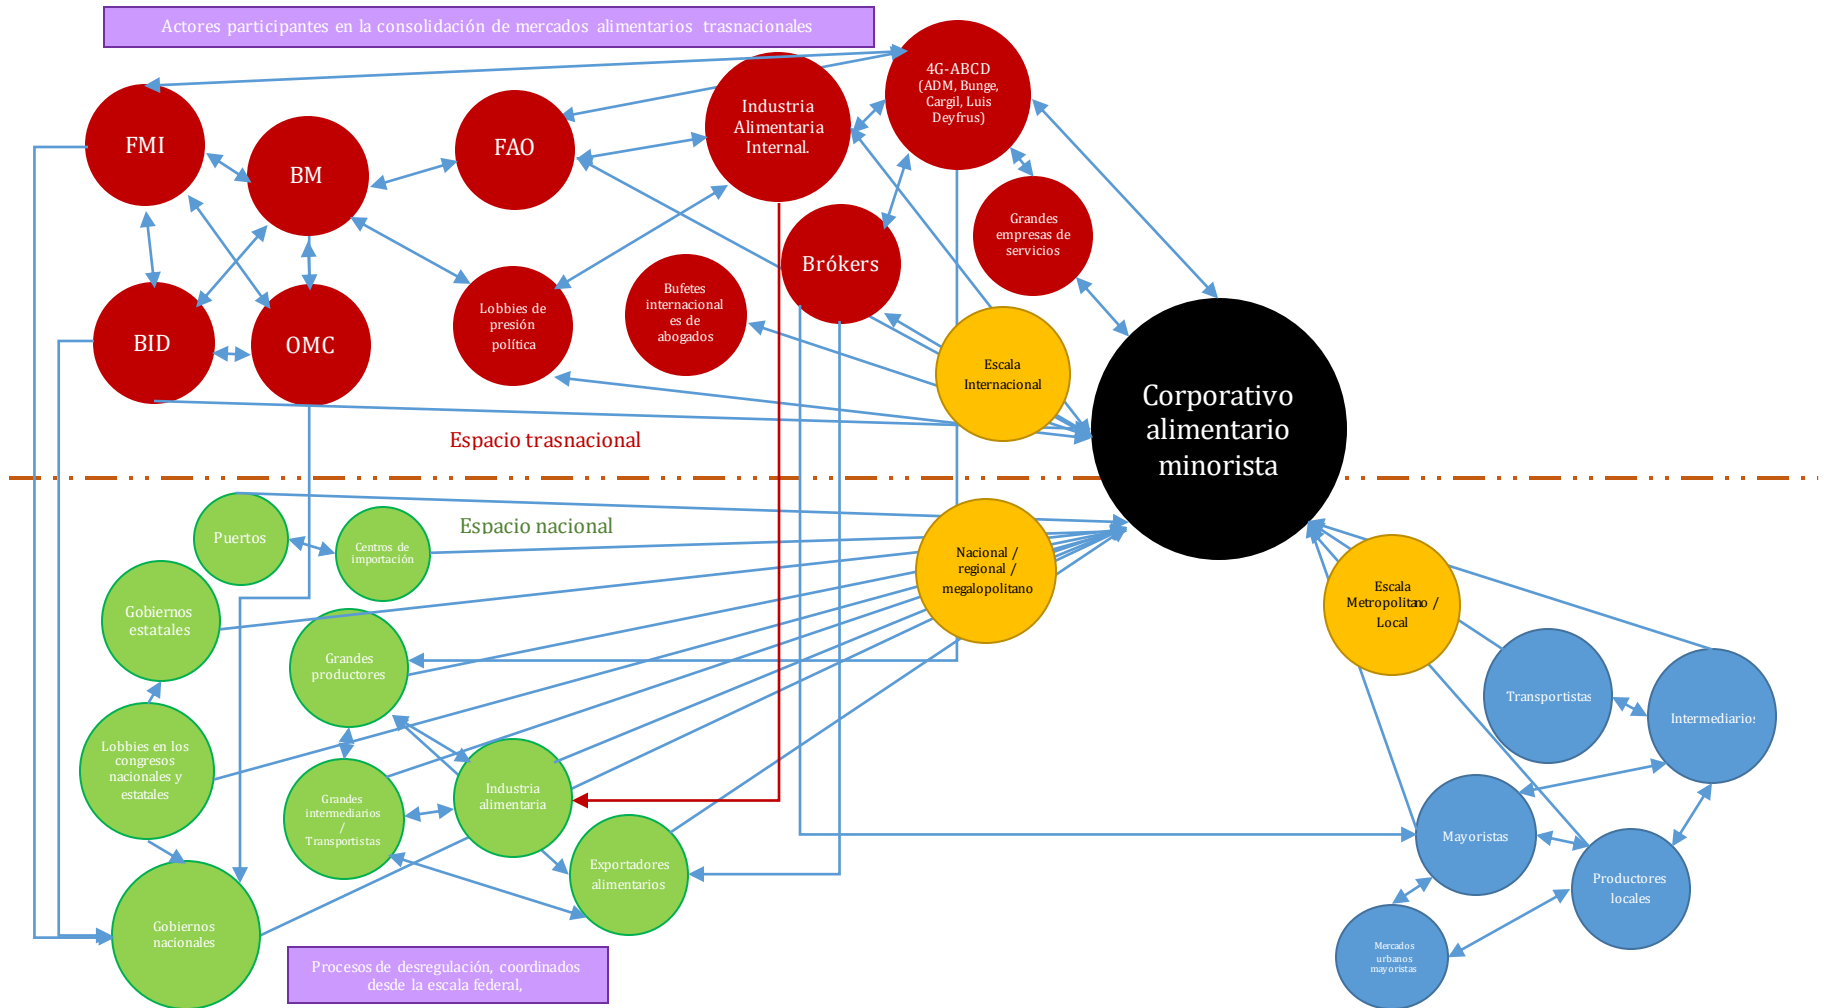 Actores participantes en la consolidación de mercados alimentarios trasnacionales
4G-ABCD
(ADM, Bunge,
Cargil, Luis
Deyfrus)
Industria
Alimentaria
Internal.
FMI
BM
FAO
Grandes
empresas de
servicios
Brókers
Bufetes
internacional
es de
abogados
Lobbies de
presión
política
BID
OMC
Escala
Internacional
Corporativo
alimentario
minorista
Espacio trasnacional
Espacio nacional
Puertos
Centros de
importación
Nacional /
regional /
megalopolitano
Escala
Metropolitano /
Local
Gobiernos
estatales
Grandes
productores
Transportistas
Intermediarios
Lobbies en los
congresos
nacionales y
estatales
Grandes
intermediarios
/
Transportistas
Industria
alimentaria
Mayoristas
Exportadores
alimentarios
Productores
locales
Gobiernos
nacionales
Mercados
urbanos
mayoristas
Procesos de desregulación, coordinados
desde la escala federal,